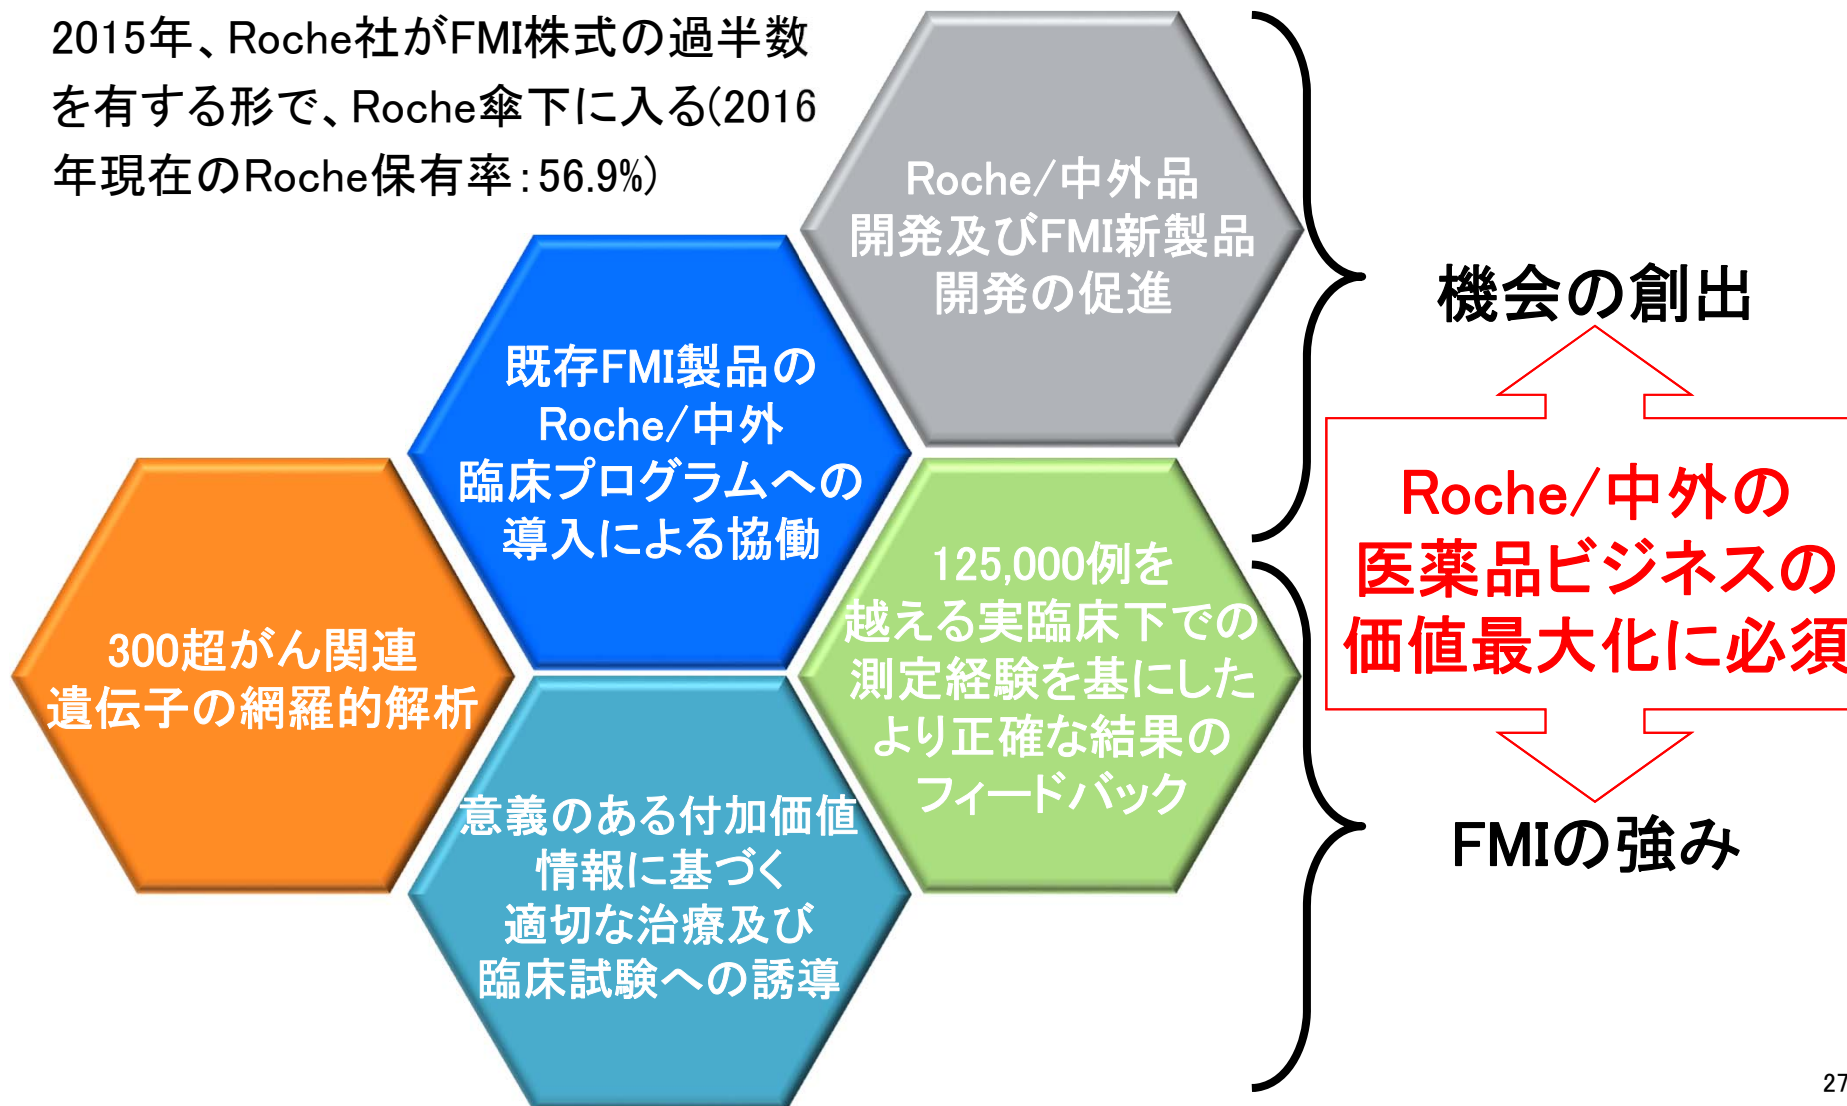 2015年、Roche社がFMI株式の過半数
を有する形で、Roche傘下に入る(2016
年現在のRoche保有率:56.9%)
Roche/中外品
開発及びFMI新製品
開発の促進
既存FMI製品の
Roche/中外
臨床プログラムへの
導入による協働
300超がん関連
遺伝子の網羅的解析
125,000例を
越える実臨床下での
測定経験を基にした
より正確な結果の
フィードバック
意義のある付加価値
情報に基づく
適切な治療及び
臨床試験への誘導
機会の創出
Roche/中外の
医薬品ビジネスの
価値最大化に必須
FMIの強み
27